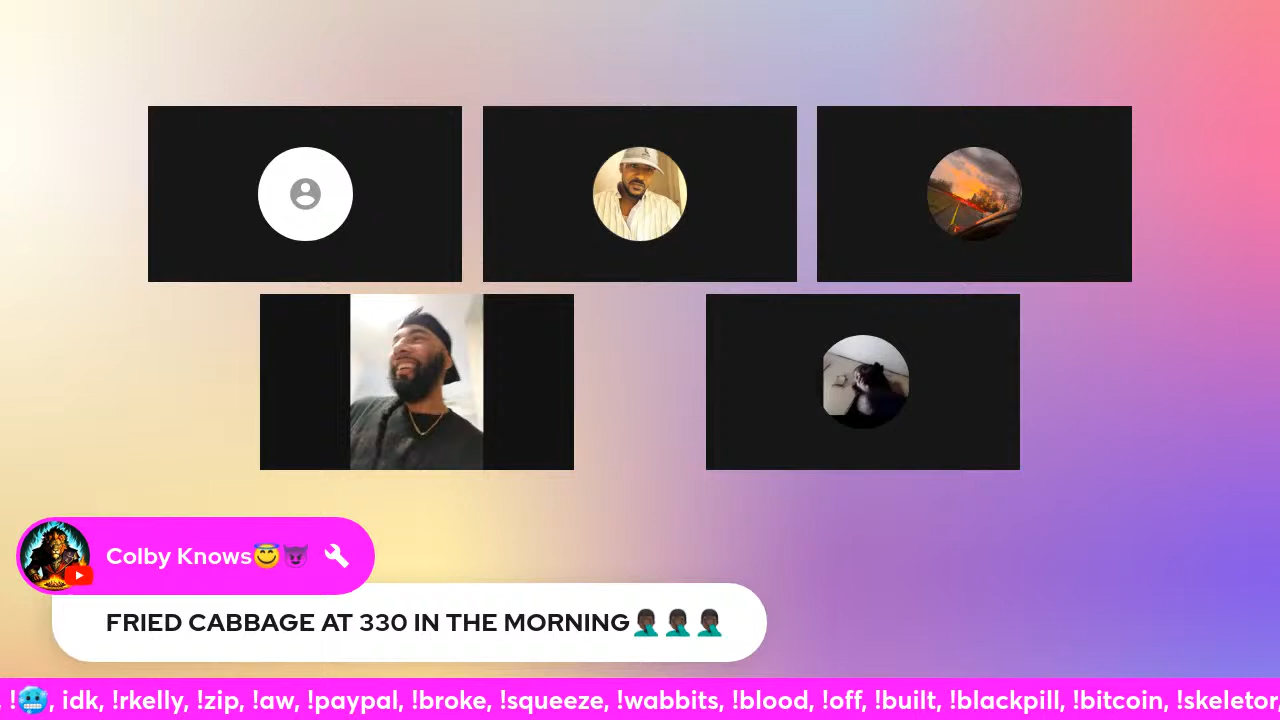 Colby Knows😇😈
FRIED CABBAGE AT 330 IN THE MORNING🤦🏿‍♂️🤦🏿‍♂️🤦🏿‍♂️
, !🥶, idk, !rkelly, !zip, !aw, !paypal, !broke, !squeeze, !wabbits, !blood, !off, !built, !blackpill, !bitcoin, !skeletor,